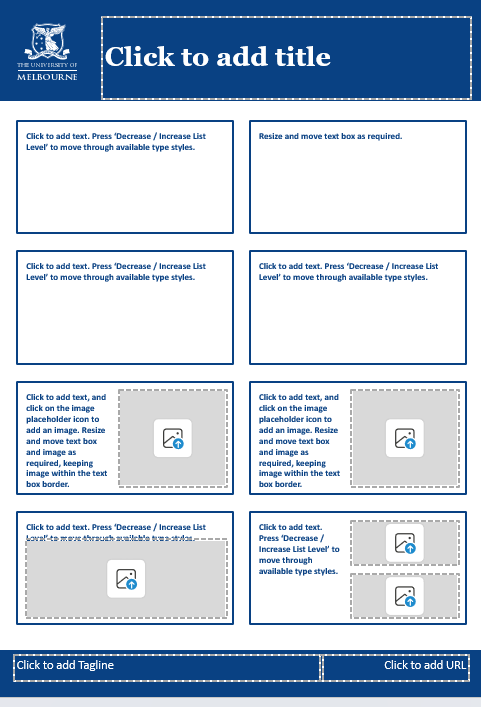 THE UNIVERSITY OF
MELBOURNE
Click to add title
Click to add text. Press ‘Decrease / Increase List
Level’ to move through available type styles.
Resize and move text box as required.
Click to add text. Press ‘Decrease / Increase List
Level’ to move through available type styles.
Click to add text. Press ‘Decrease / Increase List
Level’ to move through available type styles.
Click to add text, and
click on the image
placeholder icon to
add an image. Resize
and move text box
and image as
required, keeping
image within the text
box border.
Click to add text, and
click on the image
placeholder icon to
add an image. Resize
and move text box
and image as
required, keeping
image within the text
box border.
Click to add text. Press ‘Decrease / Increase List
Level’ to move through available type styles.
Click to add text.
Press ‘Decrease /
Increase List Level’ to
move through
available type styles.
Click to add Tagline
Click to add URL